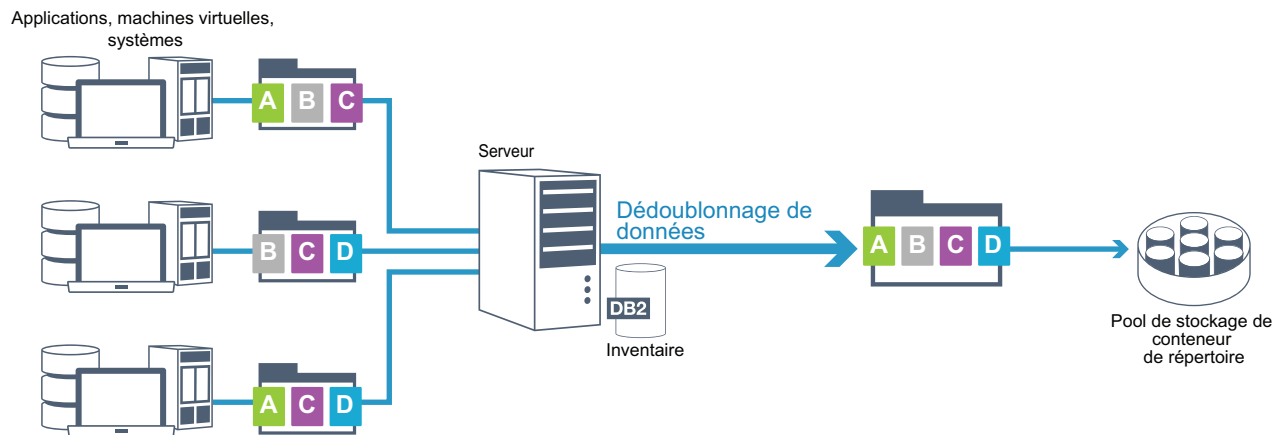 Applications, machines virtuelles,
systèmes
A B C
Serveur
Dédoublonnage de
données
B C D
A B C D
DB2
Inventaire
Pool de stockage de
conteneur
de répertoire
A C D